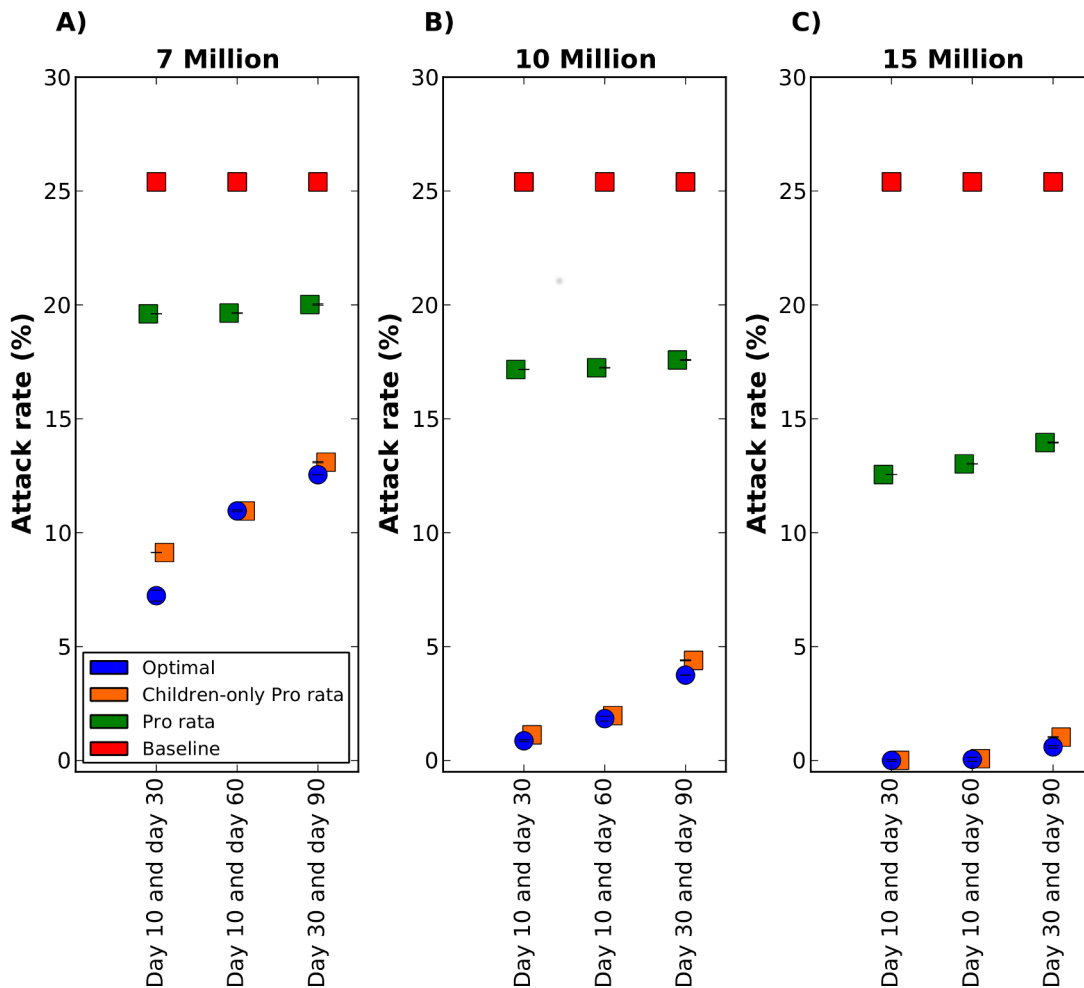 A)
7 Million
30
25
20
15
10
5
0
Attack rate (%)
Optimal
Children-only Pro rata
Pro rata
Baseline
Day 10 and day 30
Day 10 and day 60
Day 30 and day 90
B)
10 Million
30
25
20
15
10
5
0
Attack rate (%)
Day 10 and day 30
Day 10 and day 60
Day 30 and day 90
C)
15 Million
30
25
20
15
10
5
0
Attack rate (%)
Day 10 and day 30
Day 10 and day 60
Day 30 and day 90